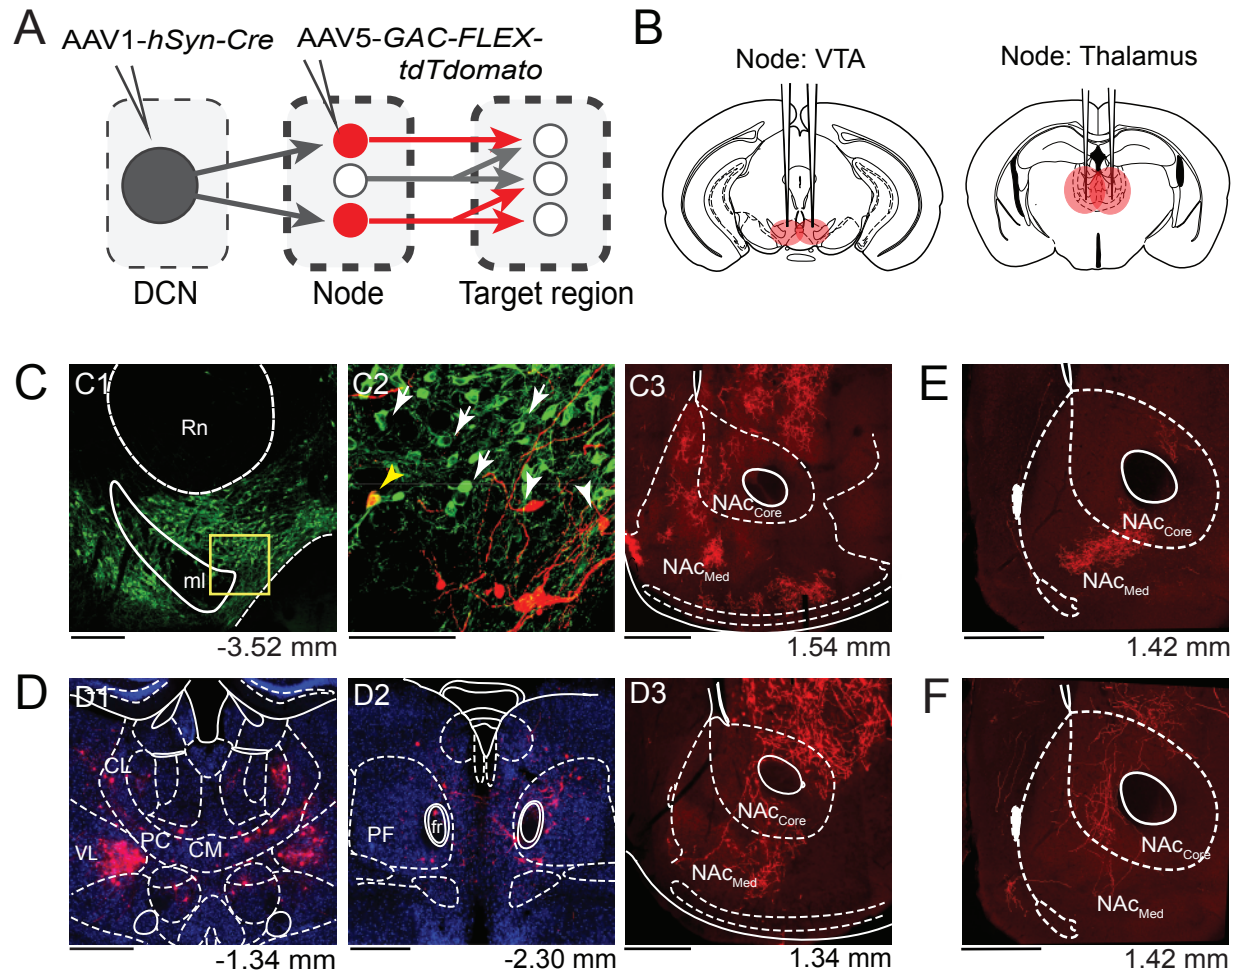 A
AAV1-hSyn-Cre
AAV5-GAC-FLEX-
tdTdomato
DCN
Node
Target region
B
Node: VTA
Node: Thalamus
C
C1
Rn
ml
-3.52 mm
C2
C3
NAcCore
NAcMed
1.54 mm
E
NAcCore
NAcMed
1.42 mm
D
D1
CL
PC
CM
VL
-1.34 mm
D2
PF
fr
-2.30 mm
D3
NAcCore
NAcMed
1.34 mm
F
NAcCore
NAcMed
1.42 mm